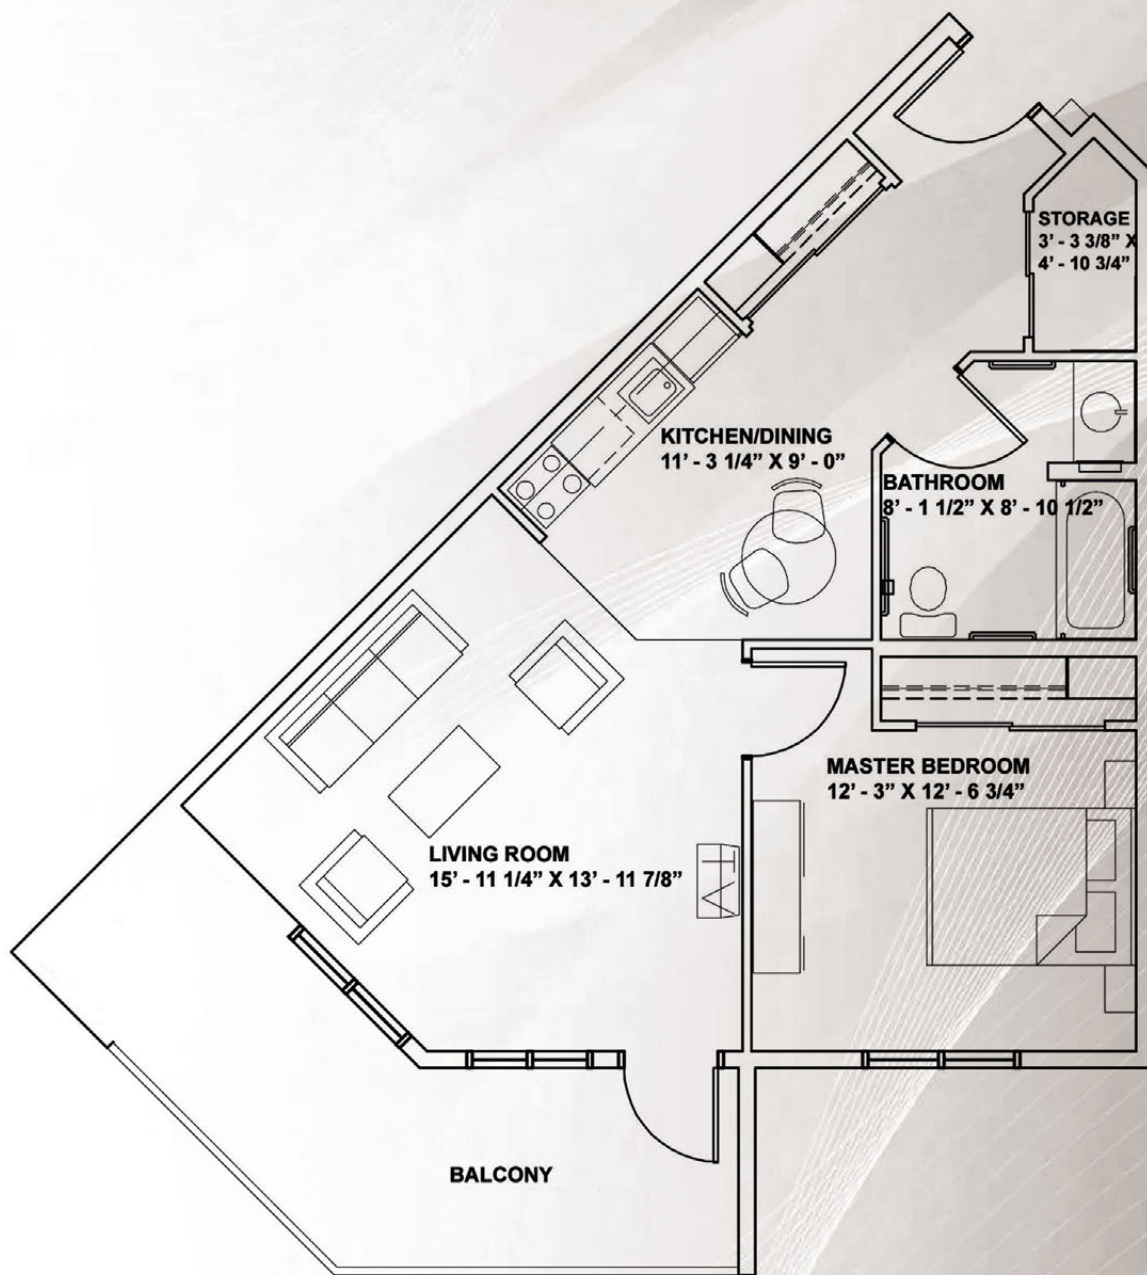 STORAGE
3’ - 3 3/8” X
4’ - 10 3/4”
KITCHEN/DINING
11’ - 3 1/4” X 9’ - 0”
BATHROOM
8’ - 1 1/2” X 8’ - 10 1/2”
MASTER BEDROOM
12’ - 3” X 12’ - 6 3/4”
LIVING ROOM
15’ - 11 1/4” X 13’ - 11 7/8”
TV
BALCONY